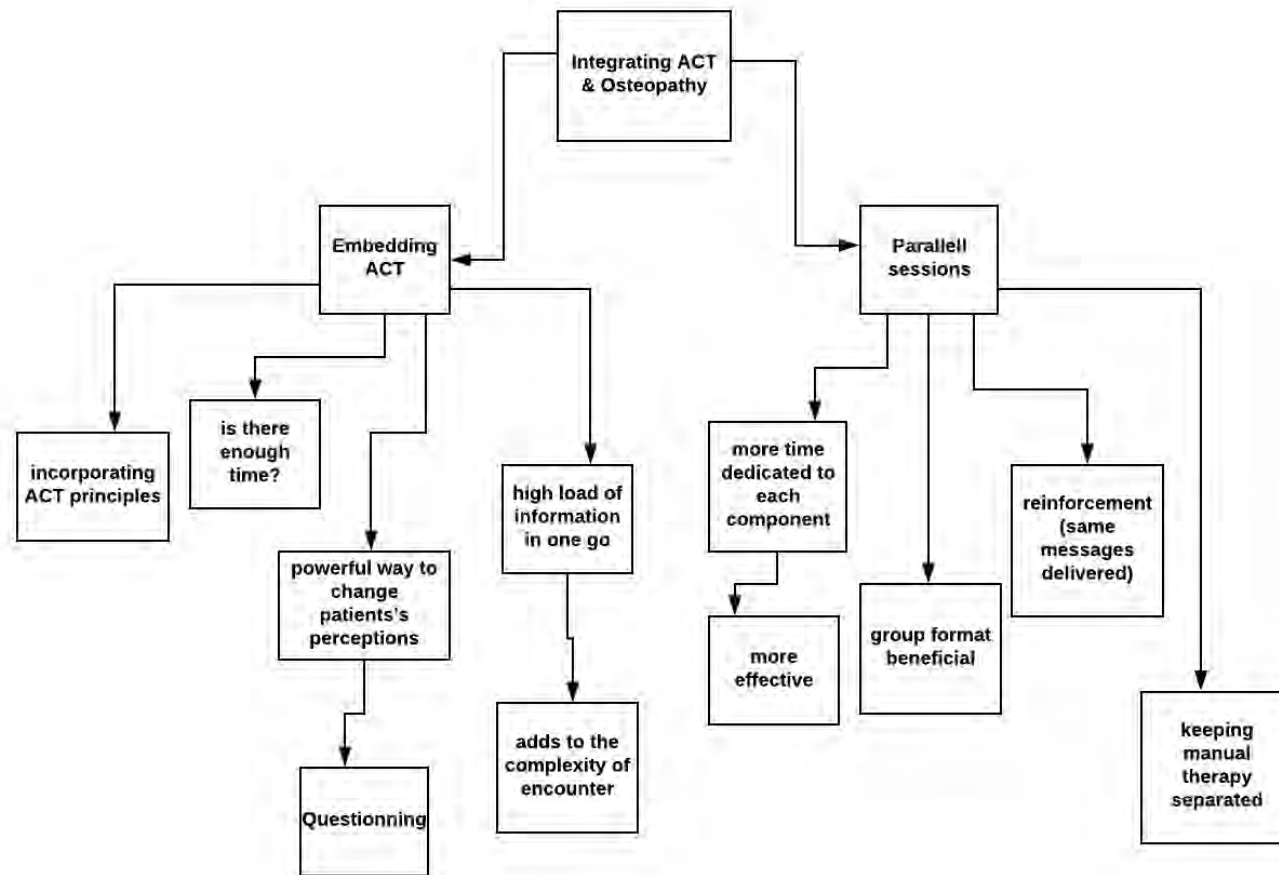 Integrating ACT
& Osteopathy
Embedding
ACT
Parallell
sessions
incorporating
ACT principles
is there
enough
time?
powerful way to
change
patients's
perceptions
high load of
information
in one go
more time
dedicated to
each
component
group format
beneficial
reinforcement
(same
messages
delivered)
keeping
manual
therapy
separated
Questionning
adds to the
complexity of
encounter
more
effective